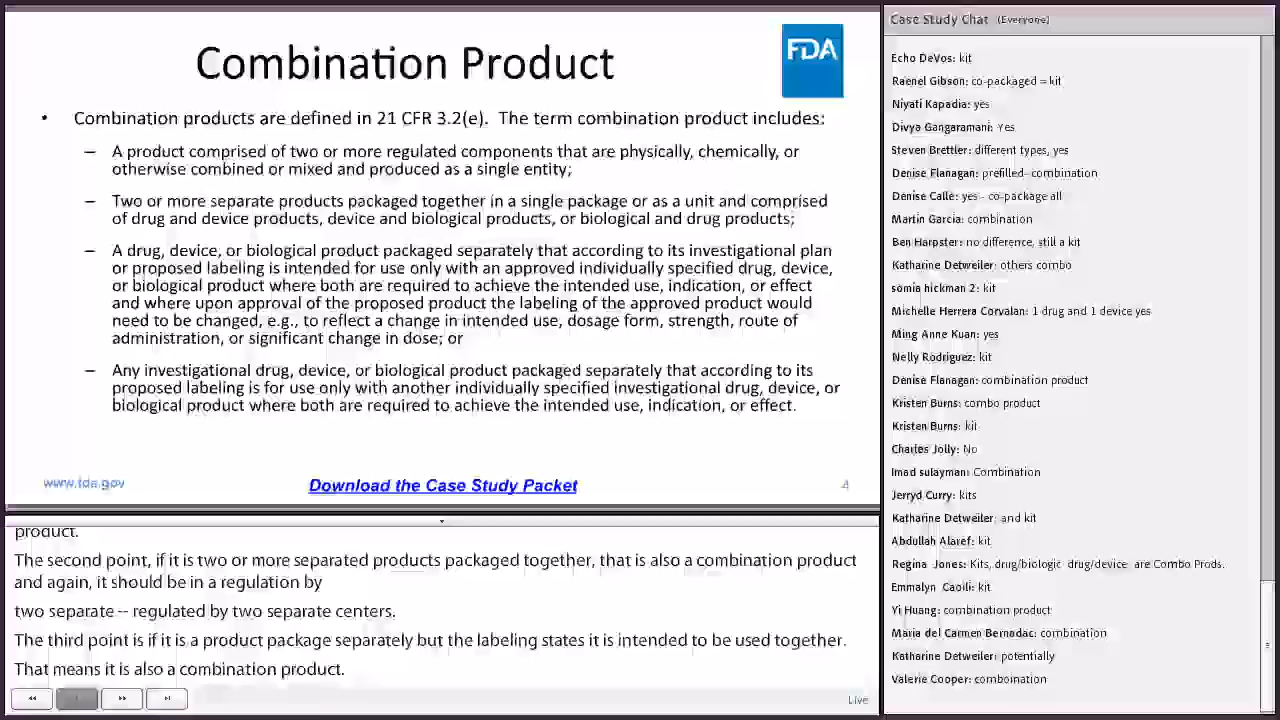 Combination Product
FDA
• Combination products are defined in 21 CFR 3.2(e). The term combination product includes:
– A product comprised of two or more regulated components that are physically, chemically, or
otherwise combined or mixed and produced as a single entity;
– Two or more separate products packaged together in a single package or as a unit and comprised
of drug and device products, device and biological products, or biological and drug products;
– A drug, device, or biological product packaged separately that according to its investigational plan
or proposed labeling is intended for use only with an approved individually specified drug, device,
or biological product where both are required to achieve the intended use, indication, or effect
and where upon approval of the proposed product the labeling of the approved product would
need to be changed, e.g., to reflect a change in intended use, dosage form, strength, route of
administration, or significant change in dose; or
– Any investigational drug, device, or biological product packaged separately that according to its
proposed labeling is for use only with another individually specified investigational drug, device, or
biological product where both are required to achieve the intended use, indication, or effect.
www.fda.gov
Download the Case Study Packet
4
product.
The second point, if it is two or more separated products packaged together, that is also a combination product
and again, it should be in a regulation by
two separate -- regulated by two separate centers.
The third point is if it is a product package separately but the labeling states it is intended to be used together.
That means it is also a combination product.
Live
Case Study Chat (Everyone)
Echo DeVos: kit
Raenel Gibson: co-packaged = kit
Niyati Kapadia: yes
Divya Gangaramani: Yes
Steven Brettler: different types, yes
Denise Flanagan: prefilled- combination
Denise Calle: yes - co-package all
Martin Garcia: combination
Ben Harpster: no difference, still a kit
Katharine Detweiler: others combo
sonia hickman 2: kit
Michelle Herrera Corvalan: 1 drug and 1 device yes
Ming Anne Kuan: yes
Nelly Rodriguez: kit
Denise Flanagan: combination product
Kristen Burns: combo product
Kristen Burns: kit
Charles Jolly: No
Imad sulayman: Combination
Jerryd Curry: kits
Katharine Detweiler: and kit
Abdullah Alaref: kit
Regina Jones: Kits, drug/biologic drug/device are Combo Prods.
Emmalyn Caoili: kit
Yi Huang: combination product
Maria del Carmen Bernadac: combination
Katharine Detweiler: potentially
Valerie Cooper: comboination